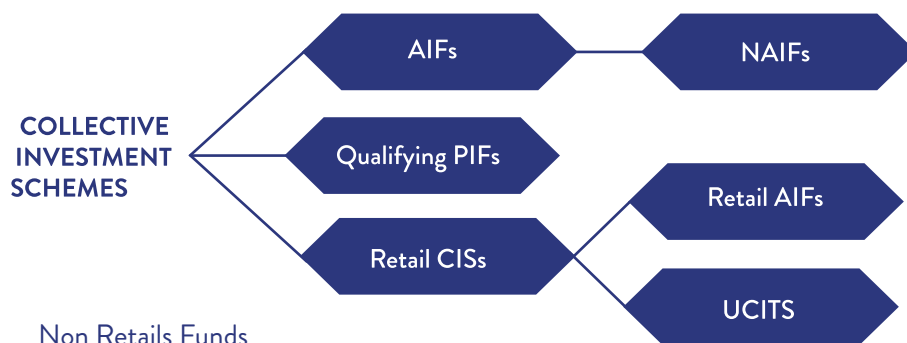 AIFs
NAIFs
COLLECTIVE
INVESTMENT
SCHEMES
Qualifying PIFs
Retail AIFs
Retail CISs
UCITS
Non Retails Funds